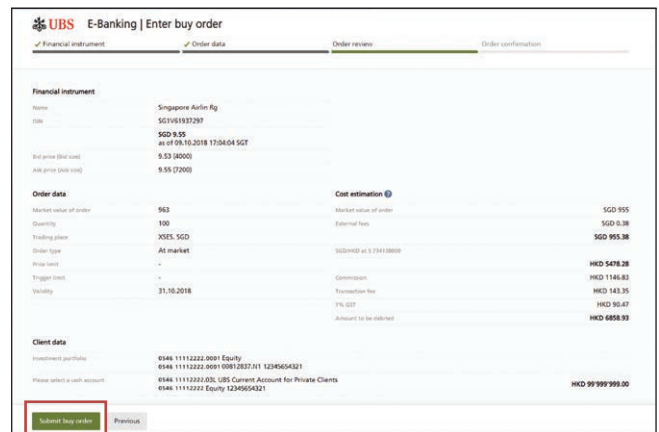 UBS E-Banking | Enter buy order
Financial instrument
Order data
Order review
Order confirmation
Financial instrument
Name Singapore Airlin Rg
ISIN SG1V61937297
SGD 9.55
as of 09.10.2018 17:04:04 SGT
Bid price (Bid size) 9.53 (4000)
Ask price (Ask size) 9.55 (7200)
Order data
Market value of order 963
Quantity 100
Trading place XSES, SGD
Order type At market
Price limit -
Trigger limit -
Validity 31.10.2018
Cost estimation ?
Market value of order SGD 955
External fees SGD 0.38
SGD 955.38
SGD/HKD at
HKD 5478.28
Commission HKD 1146.83
Transaction fee HKD 143.35
7% GST HKD 90.47
Amount to be debited HKD 6858.93
Client data
Investment portfolio 0546 11112222.0001 Equity
0546 11112222.0001 00812837.N1 12345654321
Please select a cash account 0546 11112222.03L UBS Current Account for Private Clients
0546 11112222 Equity 12345654321
HKD 99'999'999.00
Submit buy order
Previous